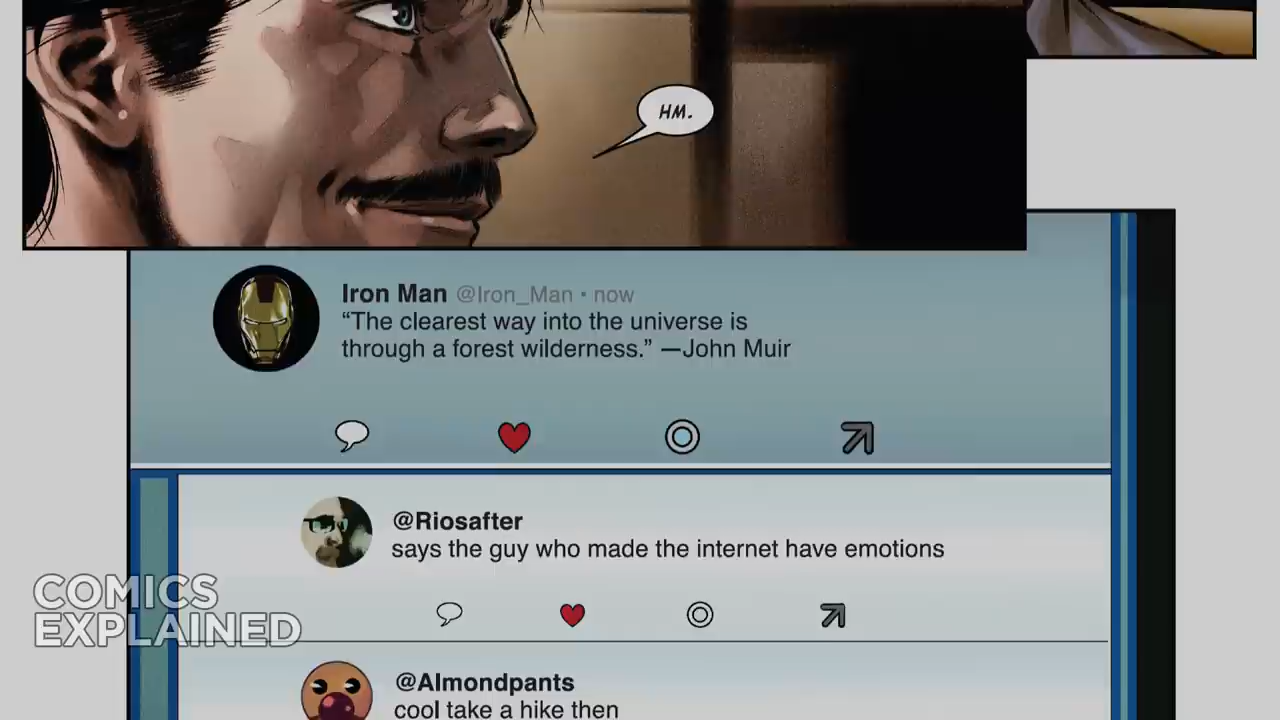 HM.
Iron Man @Iron_Man • now
“The clearest way into the universe is
through a forest wilderness.” —John Muir
@Riosafter
says the guy who made the internet have emotions
COMICS
EXPLAINED
@Almondpants
cool take a hike then